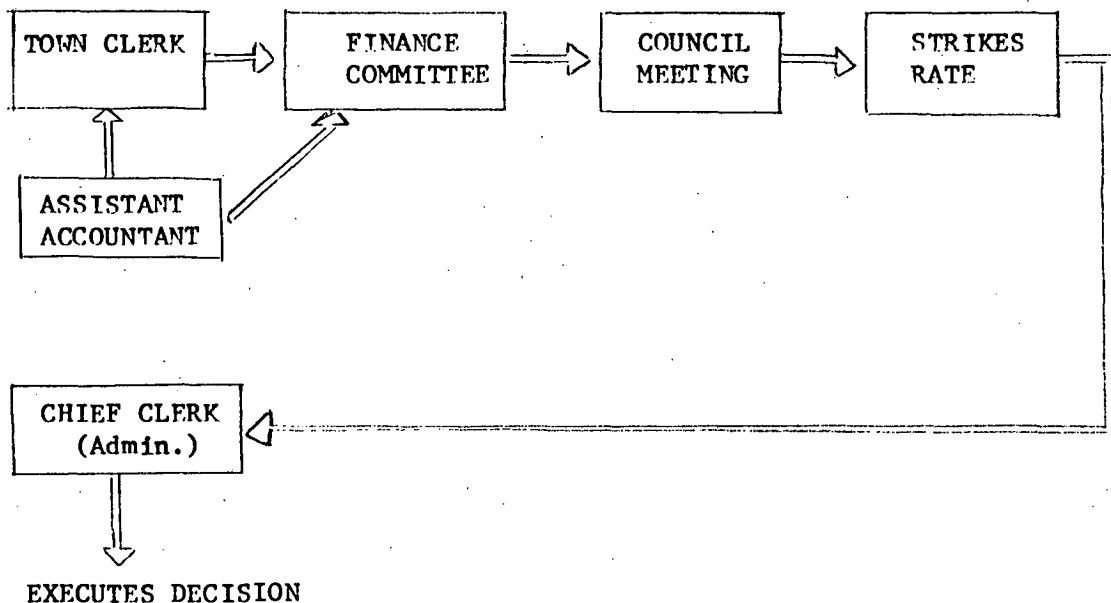 TOWN CLERK
FINANCE
COMMITTEE
COUNCIL
MEETING
STRIKES
RATE
ASSISTANT
ACCOUNTANT
CHIEF CLERK
(Admin.)
EXECUTES DECISION